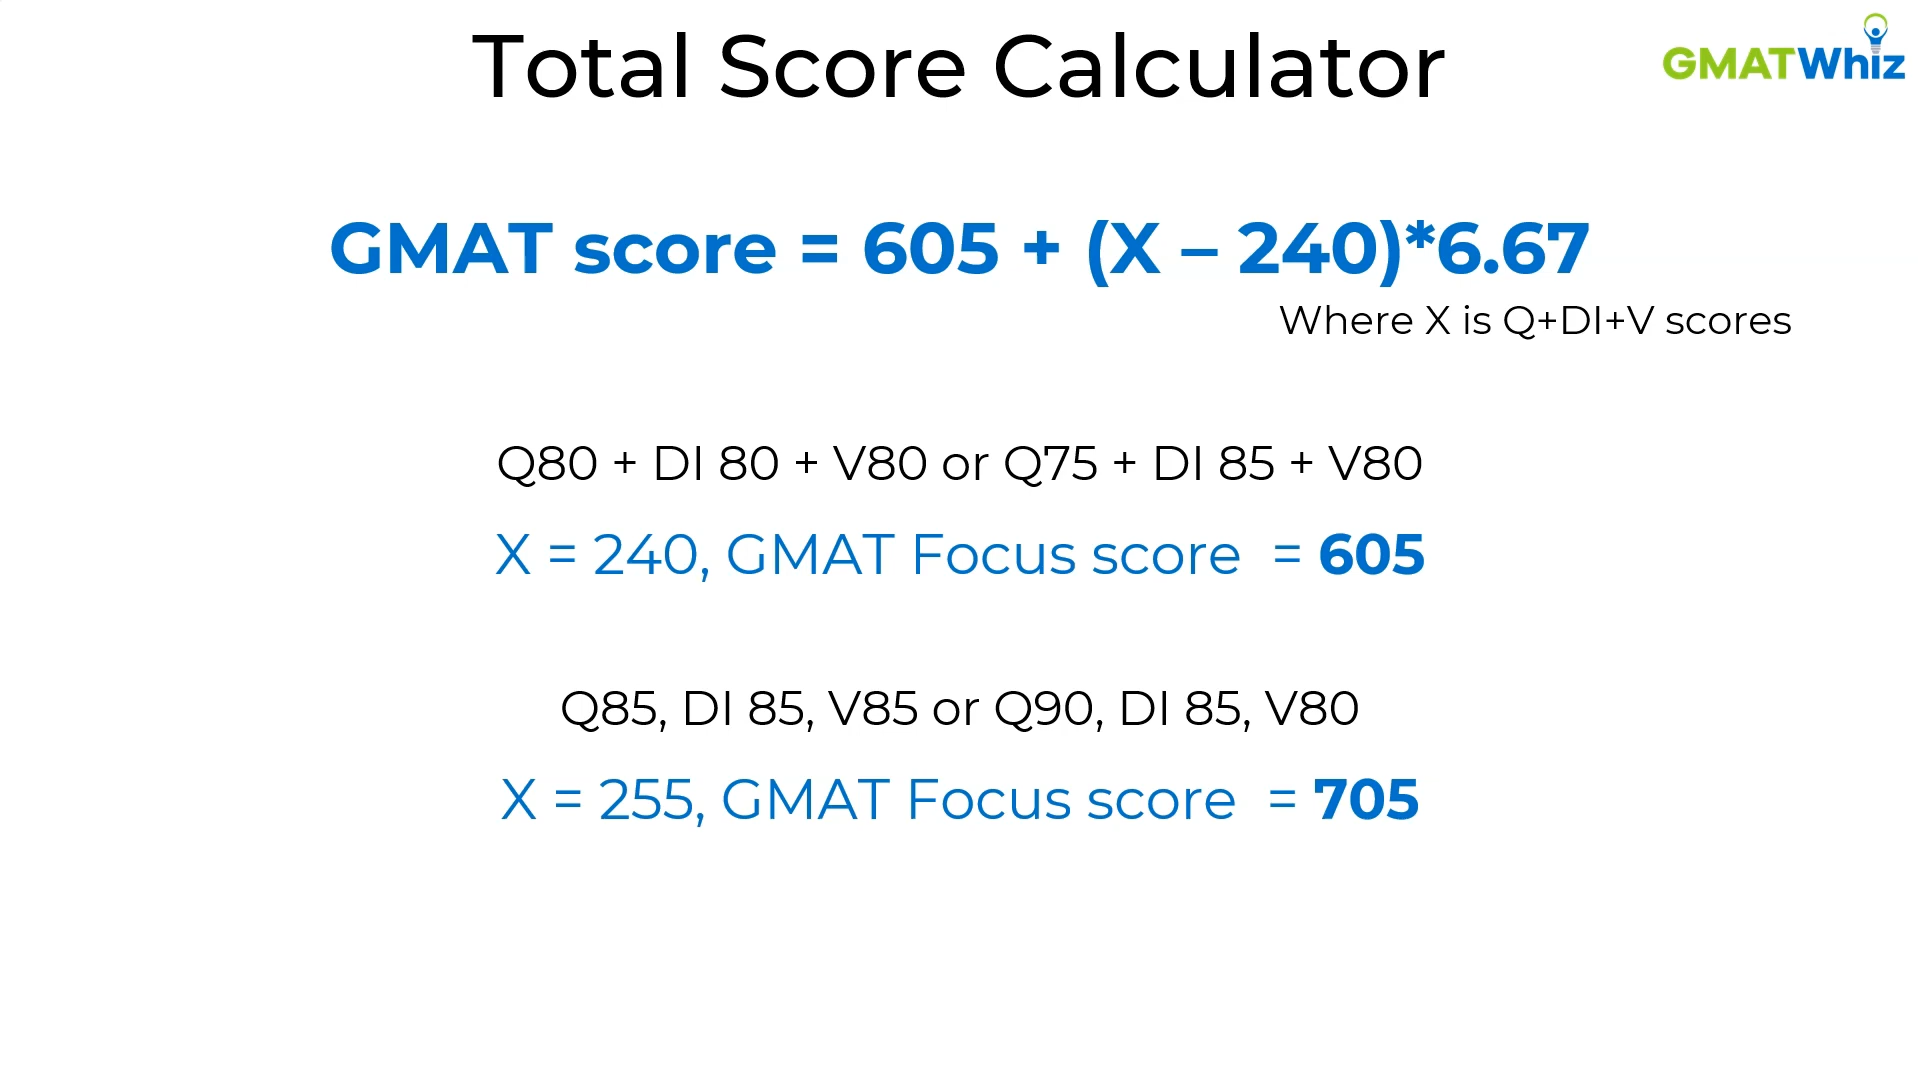 Total Score Calculator
GMATWhiz
GMAT score = 605 + (X – 240)*6.67
Where X is Q+DI+V scores
Q80 + DI 80 + V80 or Q75 + DI 85 + V80
X = 240, GMAT Focus score = 605
Q85, DI 85, V85 or Q90, DI 85, V80
X = 255, GMAT Focus score = 705